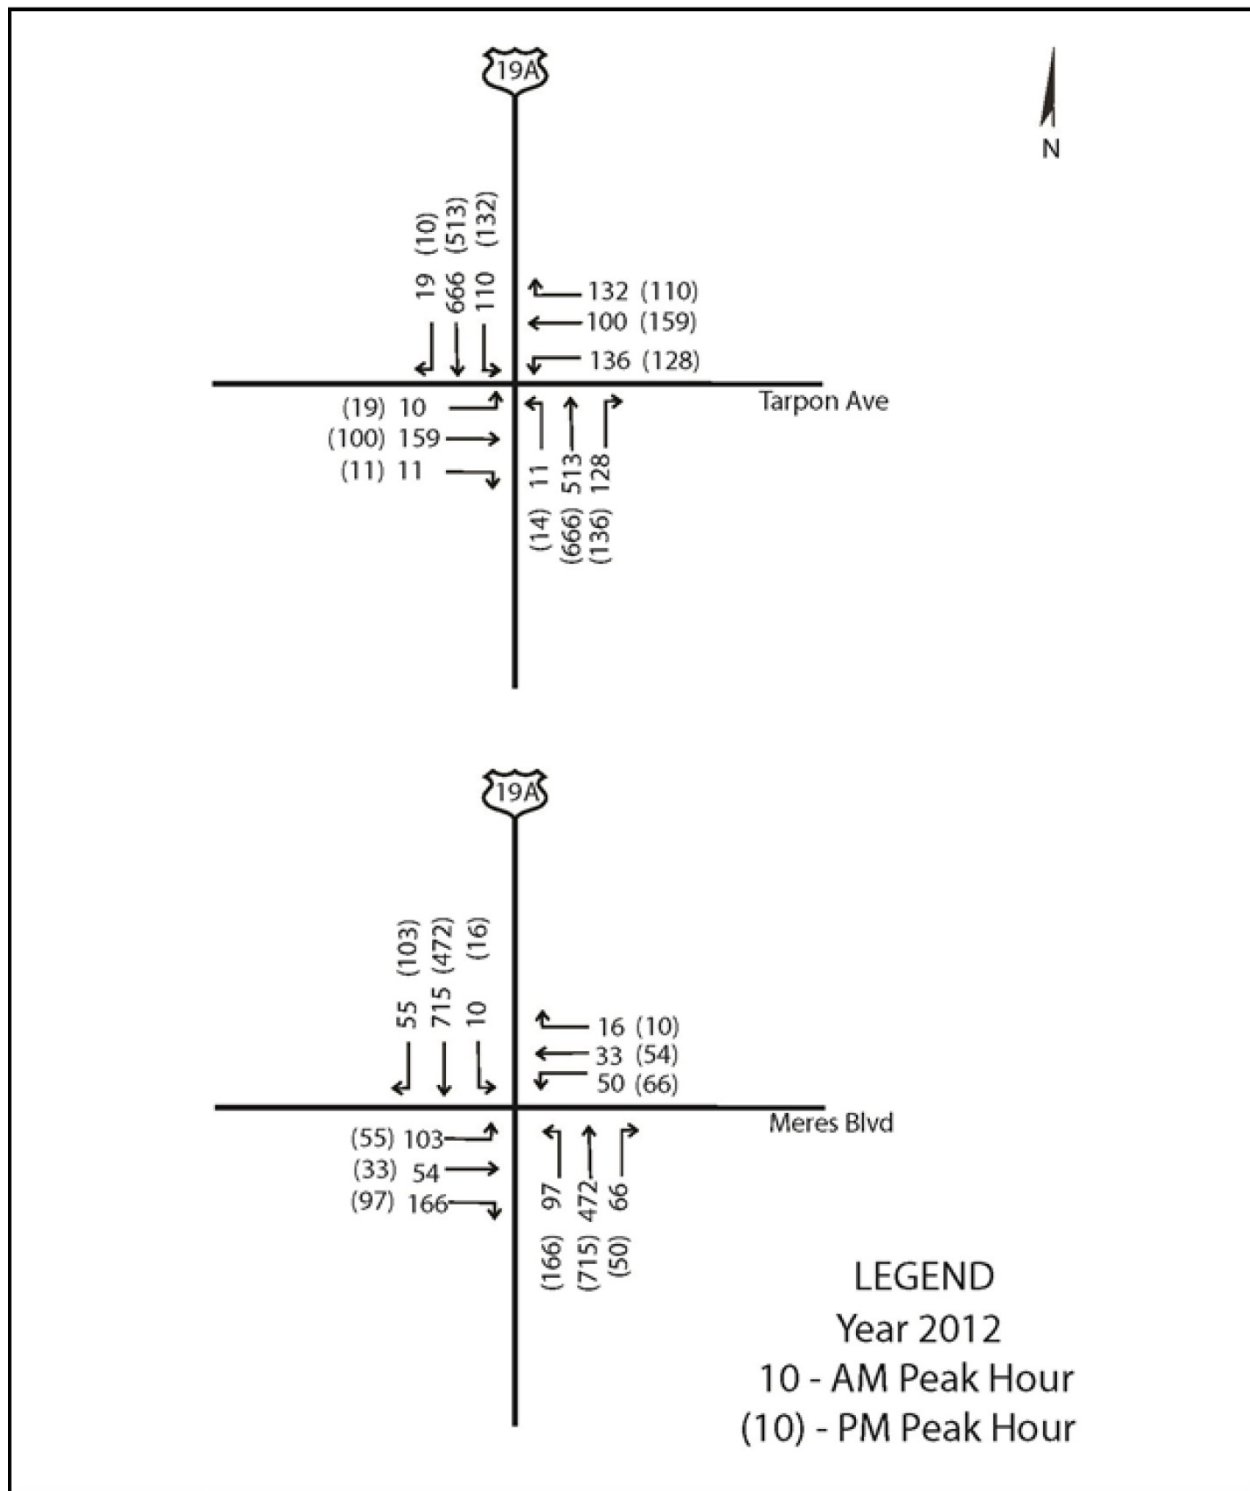 19A
N
19 (10)
666 (513)
110 (132)
132 (110)
100 (159)
136 (128)
Tarpon Ave
(19) 10
(100) 159
(11) 11
(14) 11
(666) 513
(136) 128
19A
55 (103)
715 (472)
10 (16)
16 (10)
33 (54)
50 (66)
Meres Blvd
(55) 103
(33) 54
(97) 166
(166) 97
(715) 472
(50) 66
LEGEND
Year 2012
10 - AM Peak Hour
(10) - PM Peak Hour